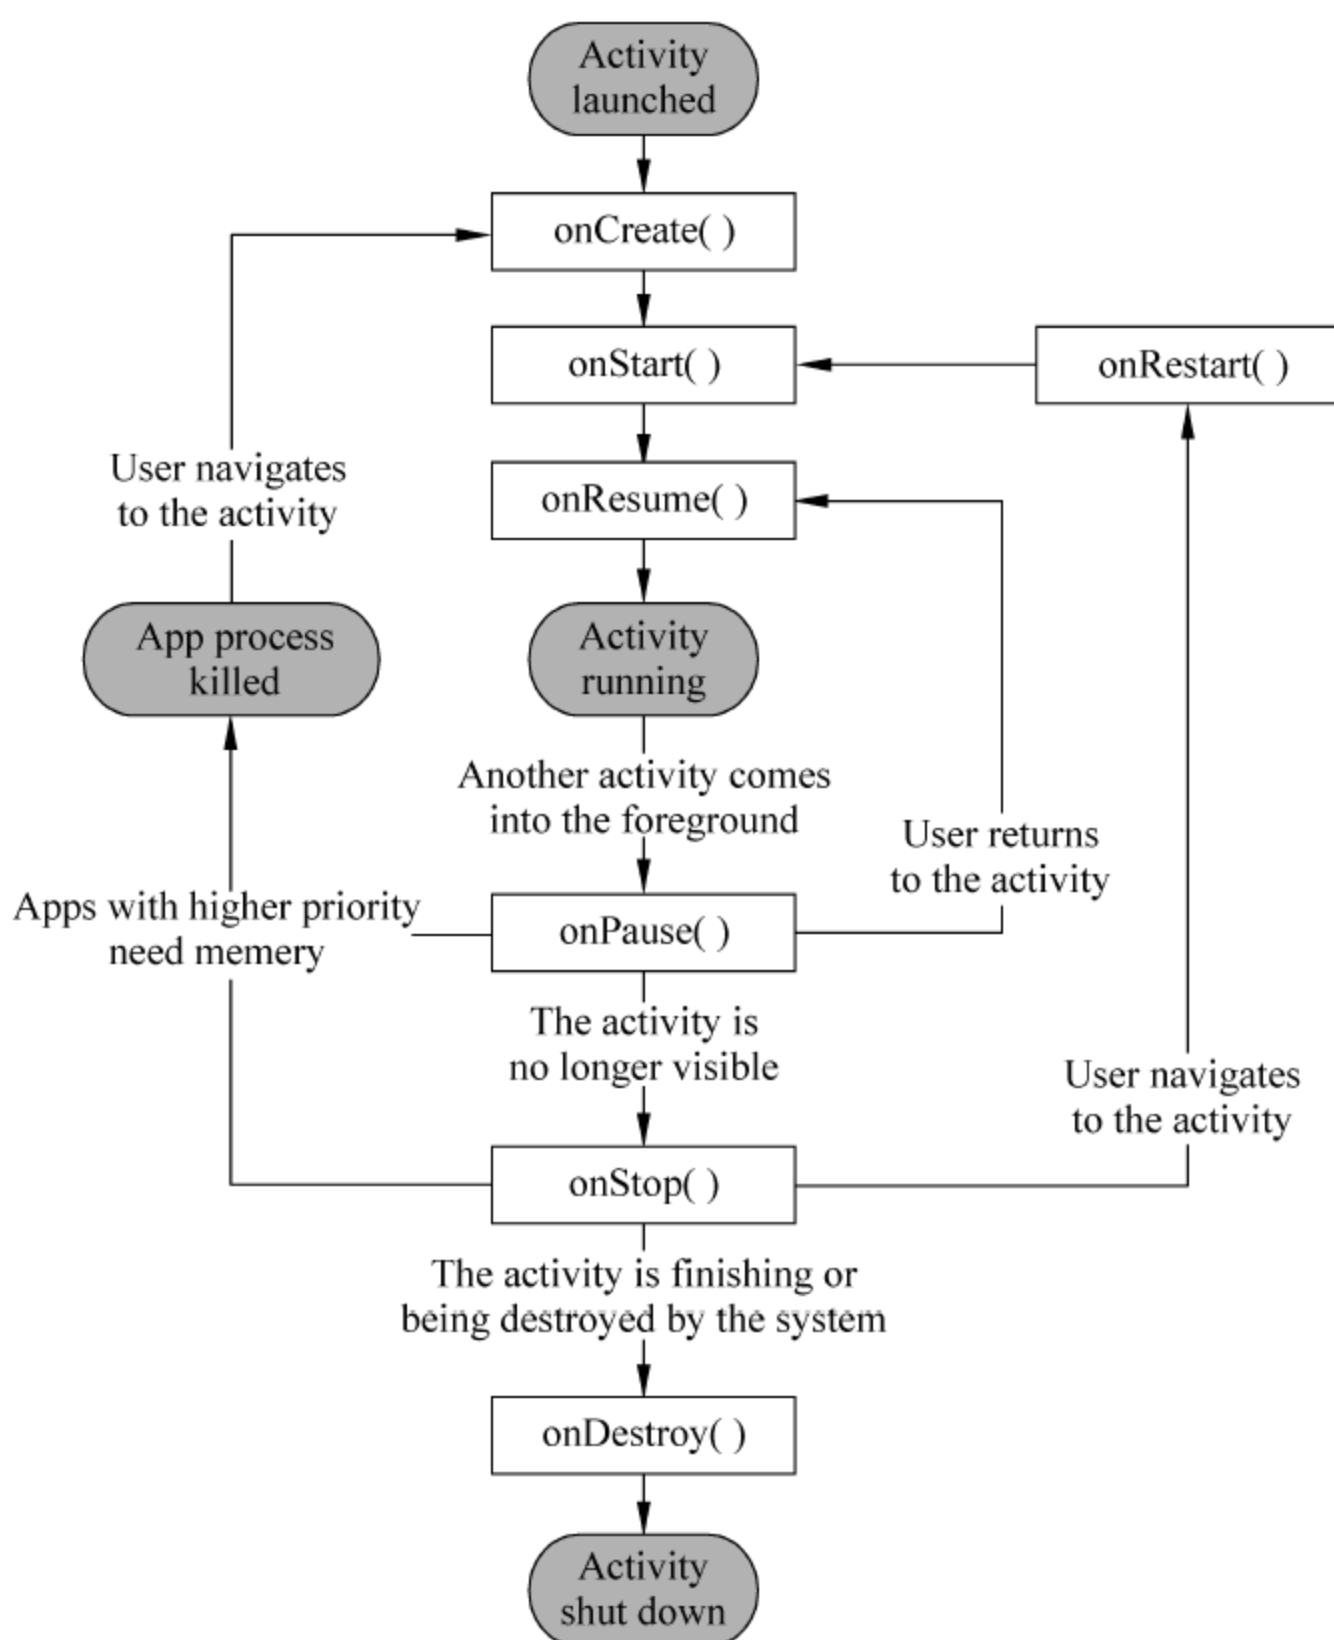 Activity
launched
onCreate( )
onStart( )
onRestart( )
onResume( )
User navigates
to the activity
App process
killed
Activity
running
Another activity comes
into the foreground
User returns
to the activity
Apps with higher priority
need memery
onPause( )
The activity is
no longer visible
User navigates
to the activity
onStop( )
The activity is finishing or
being destroyed by the system
onDestroy( )
Activity
shut down